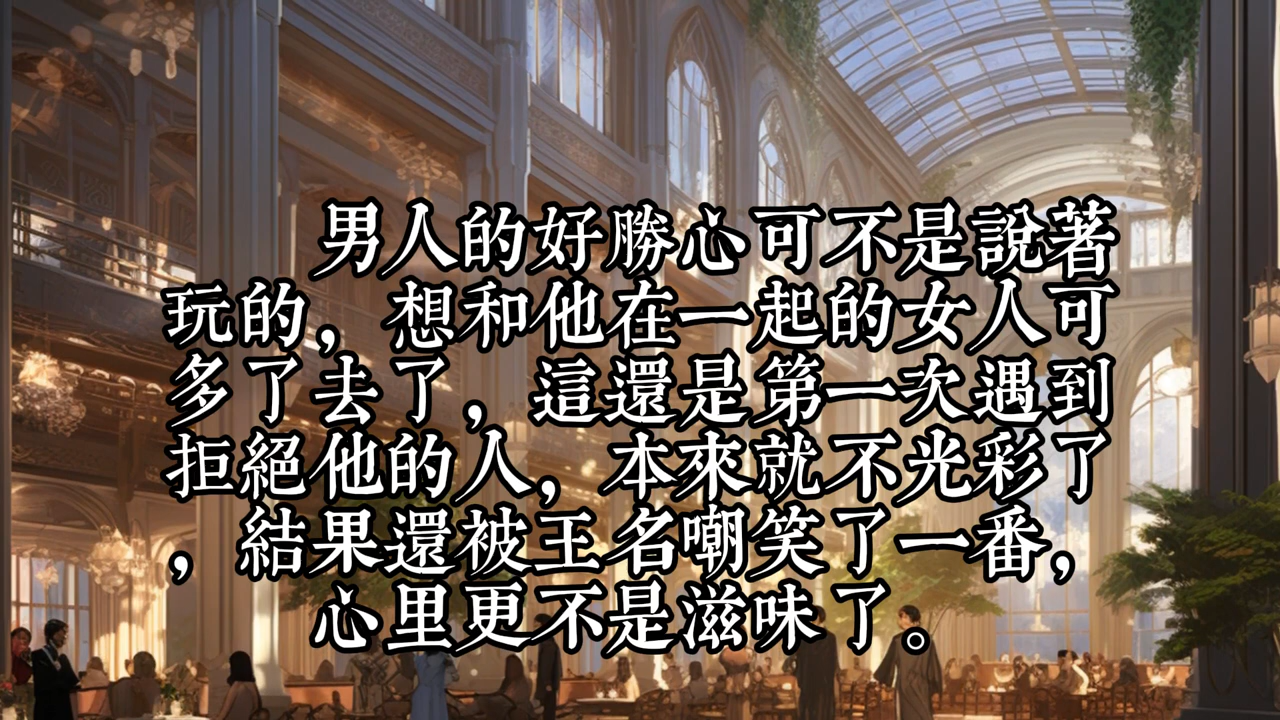 男人的好勝心可不是說著
玩的，想和他在一起的女人可
多了去了，這還是第一次遇到
拒絕他的人，本來就不光彩了
，結果還被王名嘲笑了一番，
心里更不是滋味了。